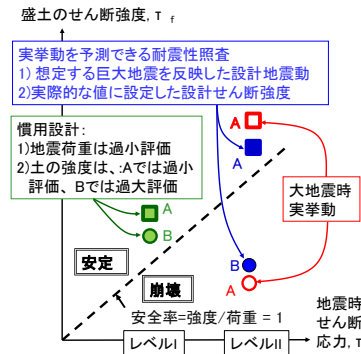 盛土のせん断強度, τ f
実挙動を予測できる耐震性照査
1) 想定する巨大地震を反映した設計地震動
2)実際的な値に設定した設計せん断強度
慣用設計:
1)地震荷重は過小評価
2)土の強度は、:Aでは過小
評価、Bでは過大評価
A
A
A
B
大地震時
実挙動
B
A
安定
崩壊
安全率=強度/荷重 = 1
地震時
せん断
応力, τ
レベルI
レベルII